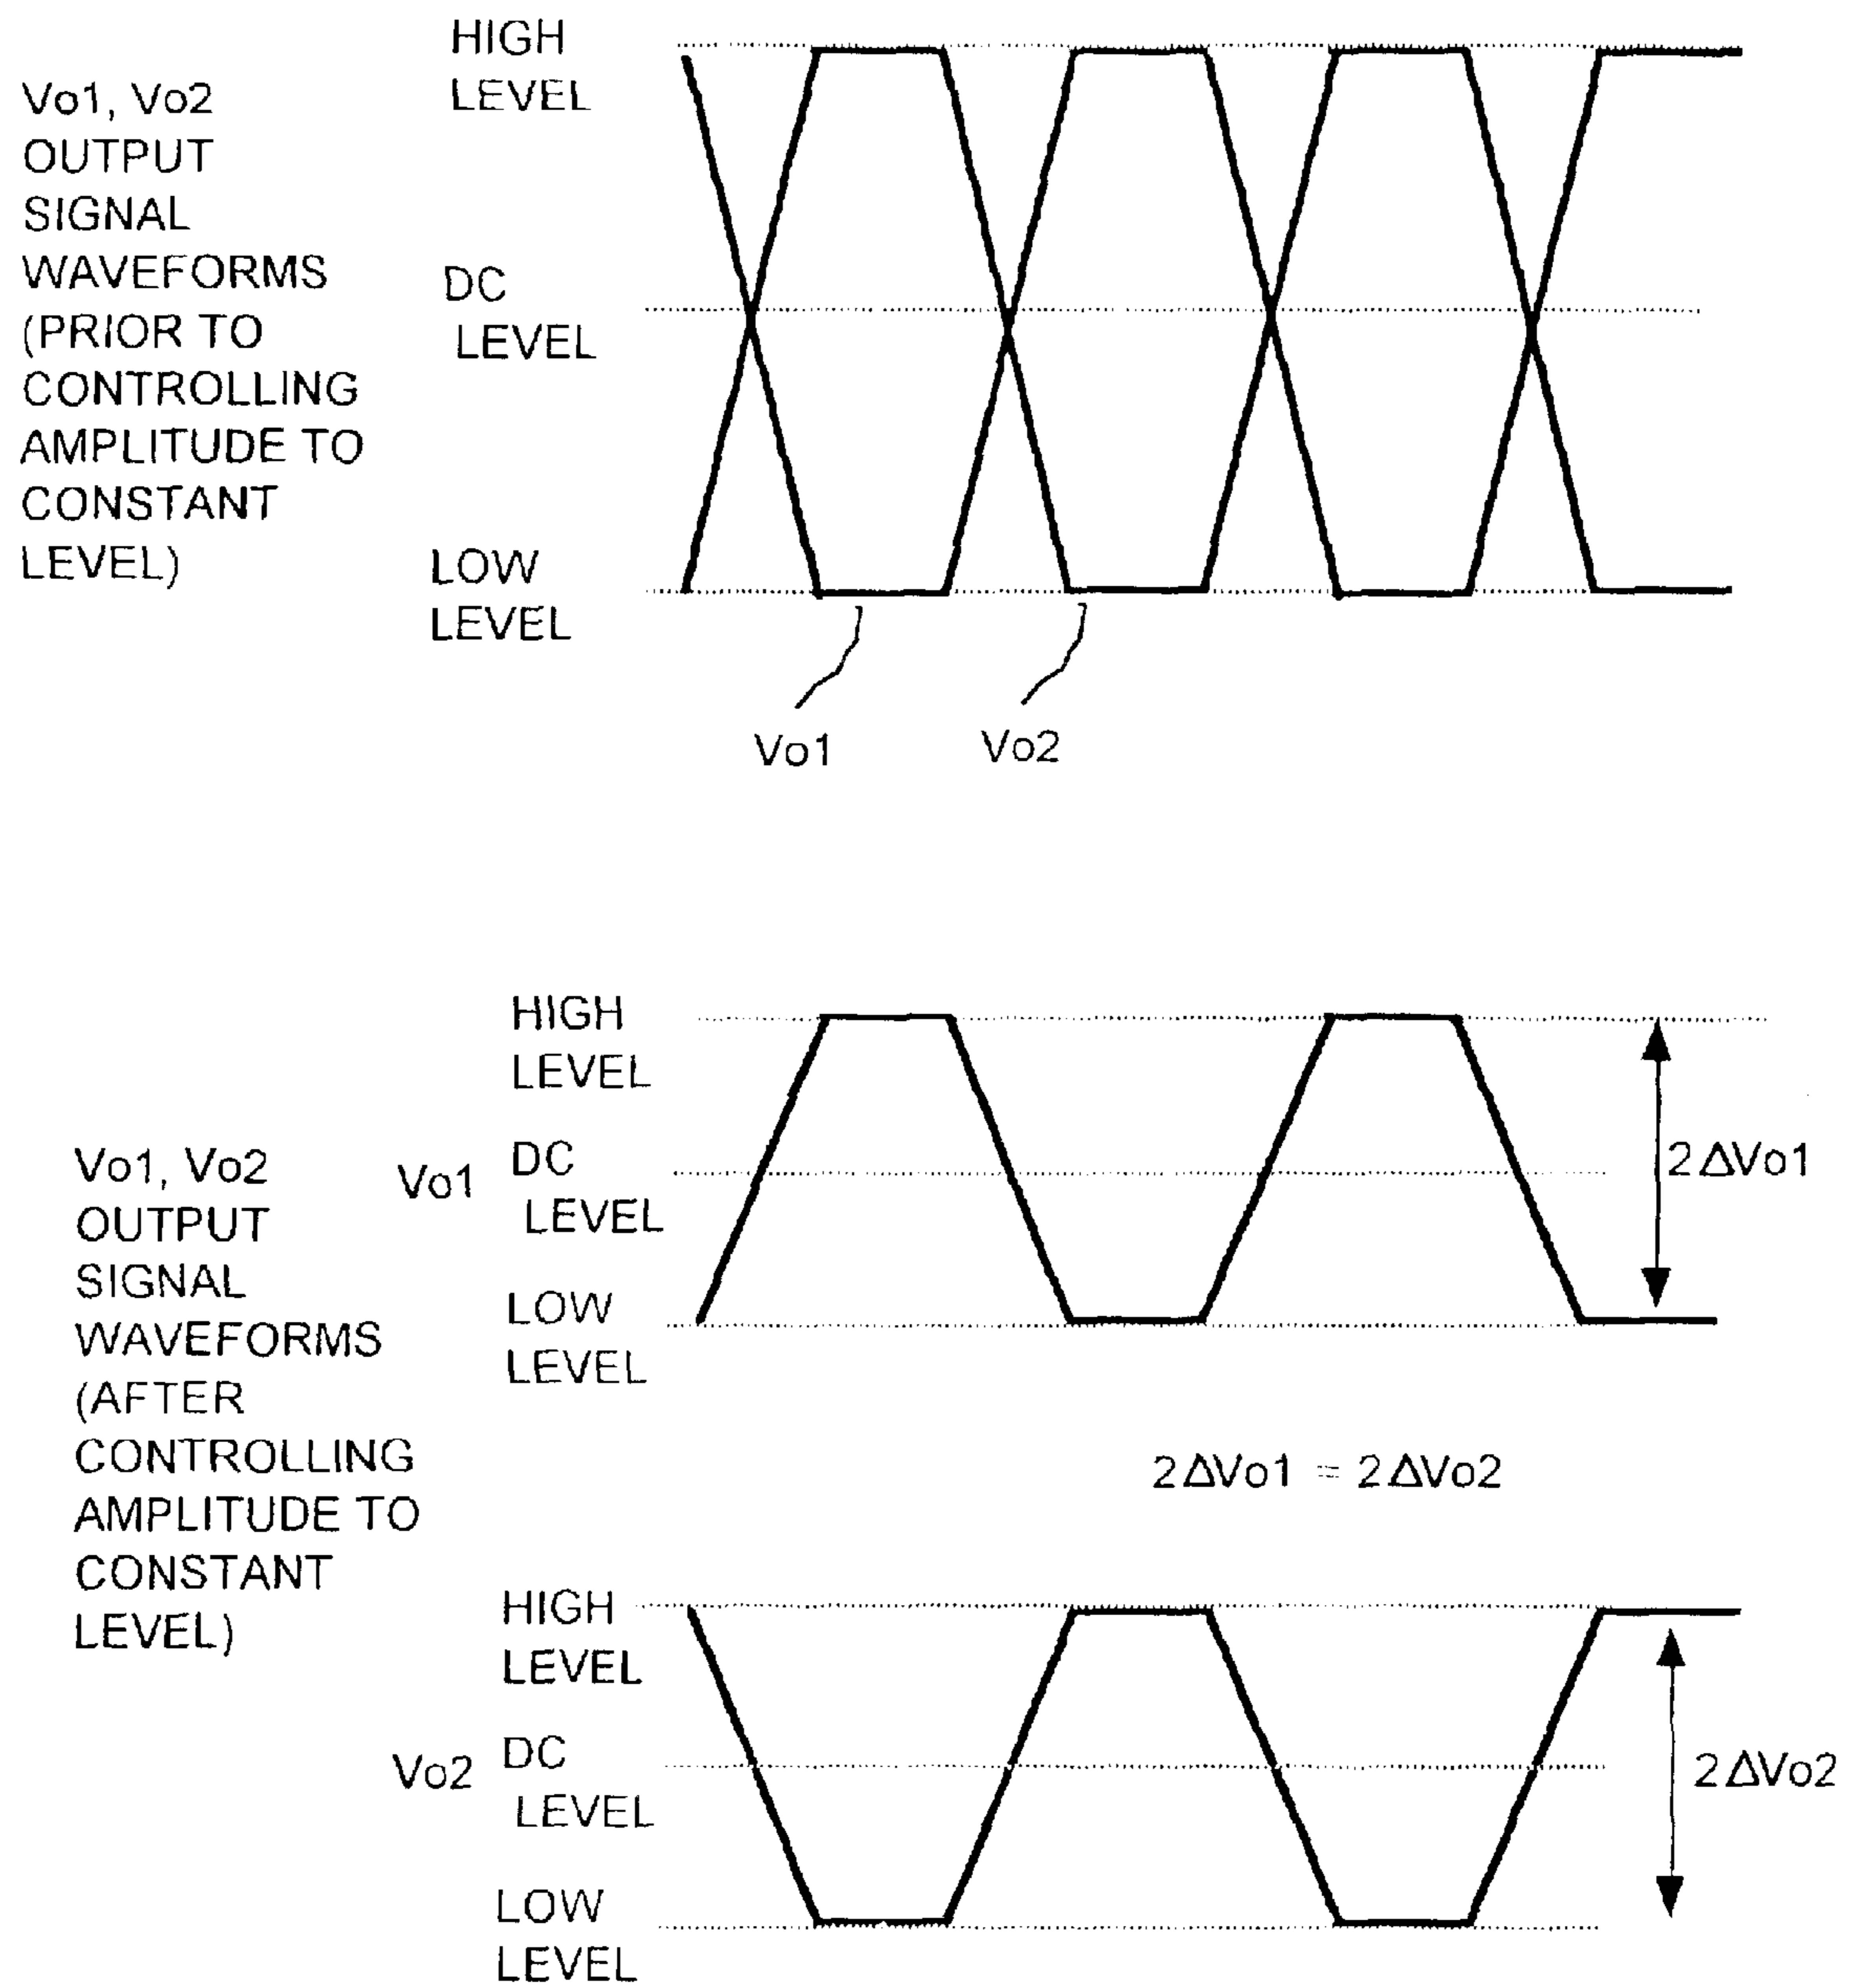 Vo1, Vo2
OUTPUT
SIGNAL
WAVEFORMS
(PRIOR TO
CONTROLLING
AMPLITUDE TO
CONSTANT
LEVEL)
HIGH
LEVEL
DC
LEVEL
LOW
LEVEL
Vo1
Vo2
Vo1, Vo2
OUTPUT
SIGNAL
WAVEFORMS
(AFTER
CONTROLLING
AMPLITUDE TO
CONSTANT
LEVEL)
Vo1
HIGH
LEVEL
DC
LEVEL
LOW
LEVEL
2ΔVo1
2ΔVo1 = 2ΔVo2
Vo2
HIGH
LEVEL
DC
LEVEL
LOW
LEVEL
2ΔVo2